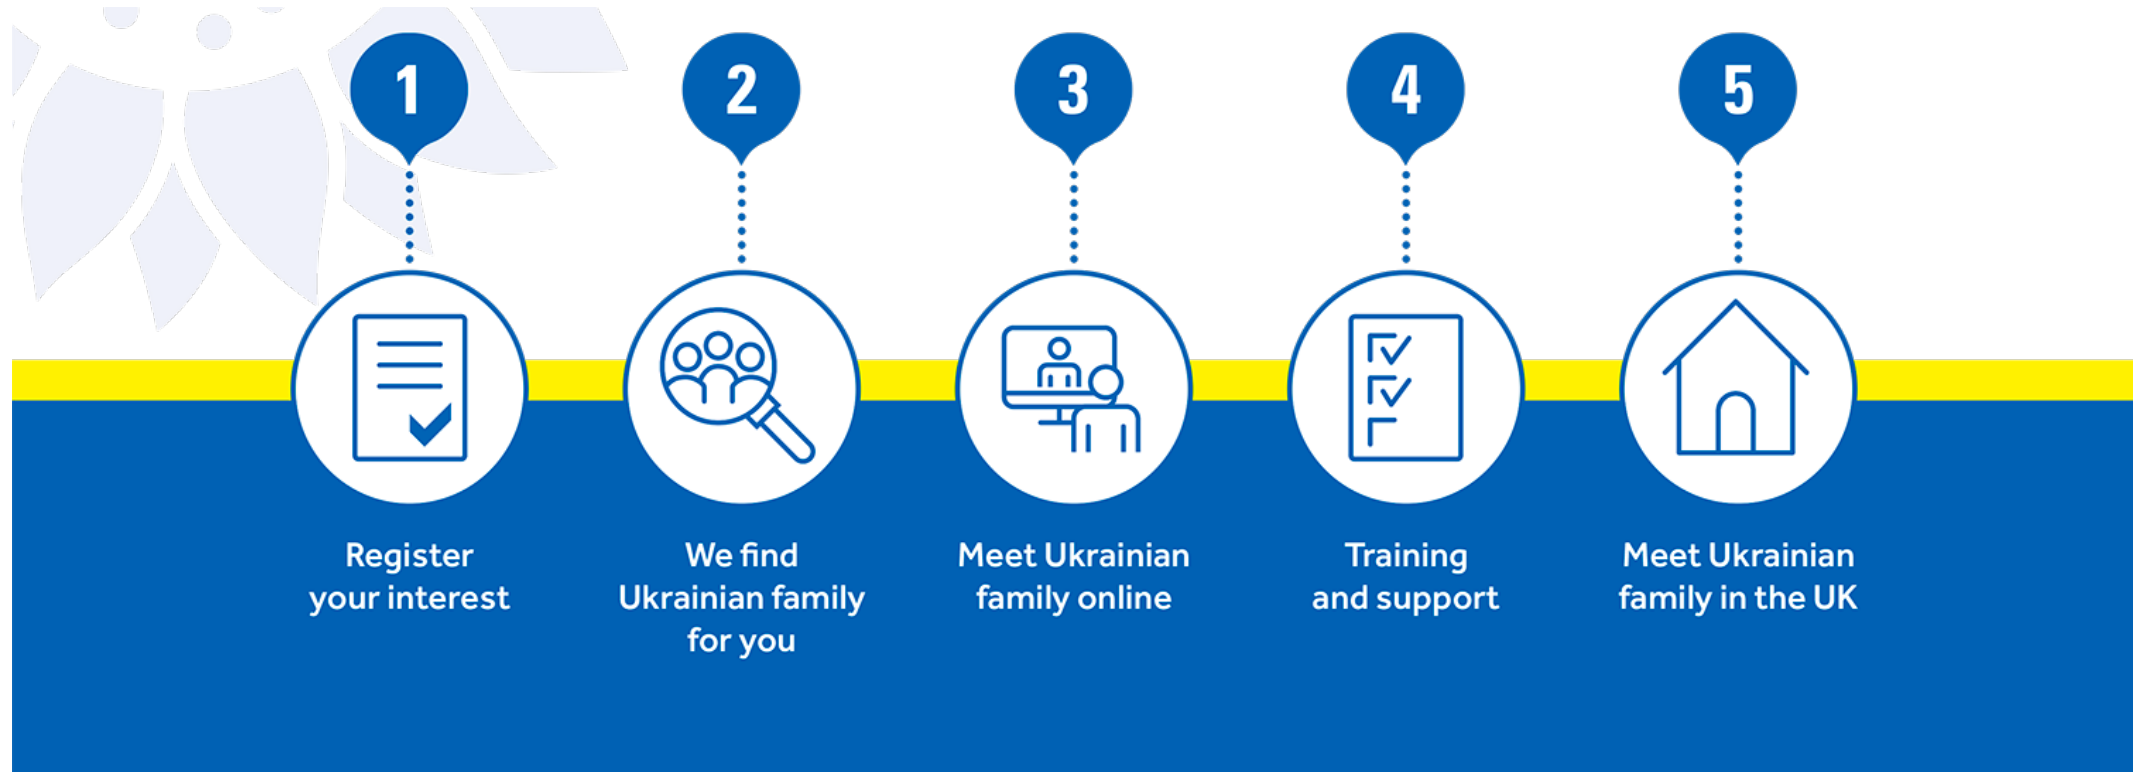 1
2
3
4
5
Register
your interest
We find
Ukrainian family
for you
Meet Ukrainian
family online
Training
and support
Meet Ukrainian
family in the UK